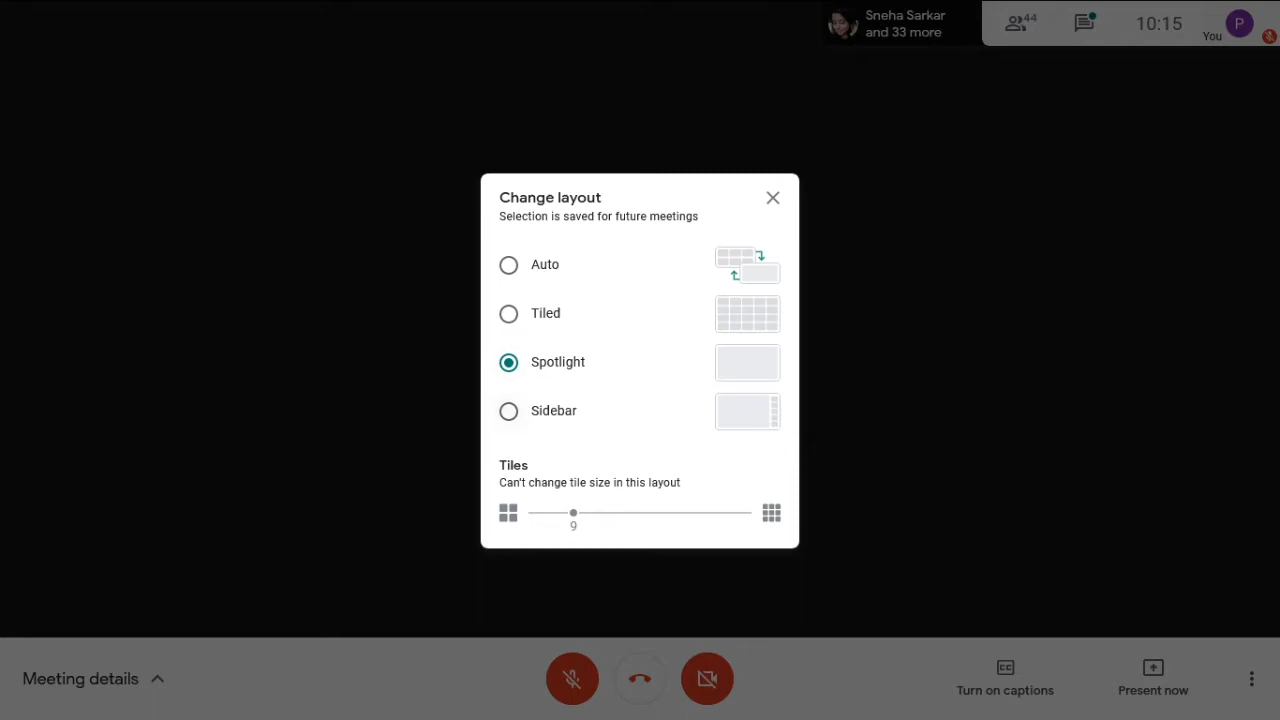 Sneha Sarkar
and 33 more
44
10:15
You
P
Change layout
Selection is saved for future meetings
Auto
Tiled
Spotlight
Sidebar
Tiles
Can't change tile size in this layout
9
Meeting details
CC
Turn on captions
Present now